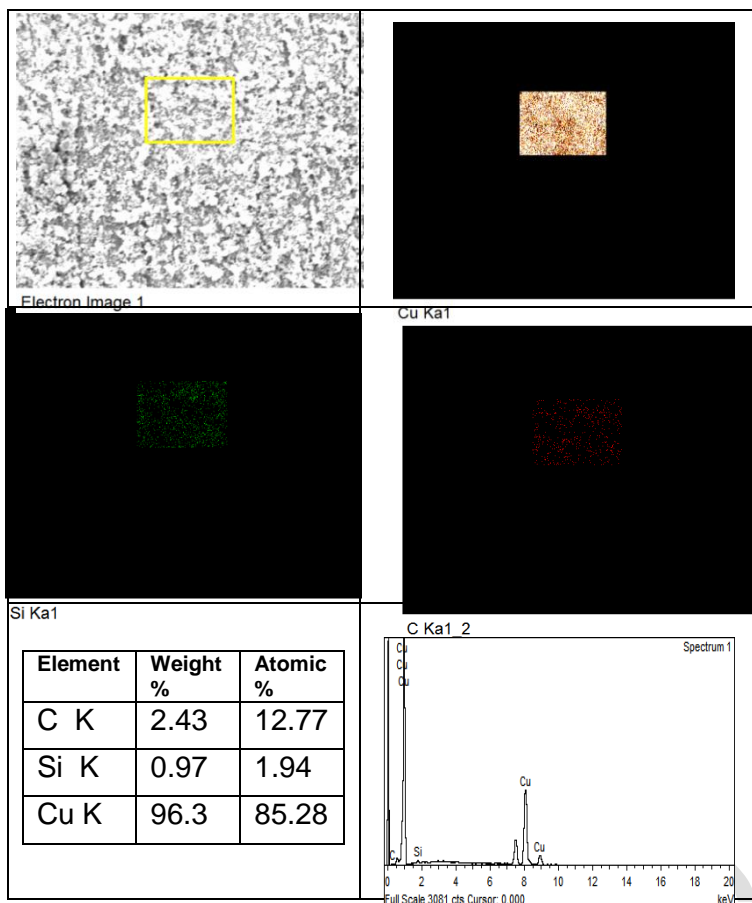 Electron Image 1
Cu Ka1
Si Ka1
C Ka1_2
Element Weight % Atomic %
C K 2.43 12.77
Si K 0.97 1.94
Cu K 96.3 85.28
Spectrum 1
Cu
Cu
Cu
Cu
Cu
C
Si
0 2 4 6 8 10 12 14 16 18 20
Full Scale 3081 cts Cursor: 0.000
keV